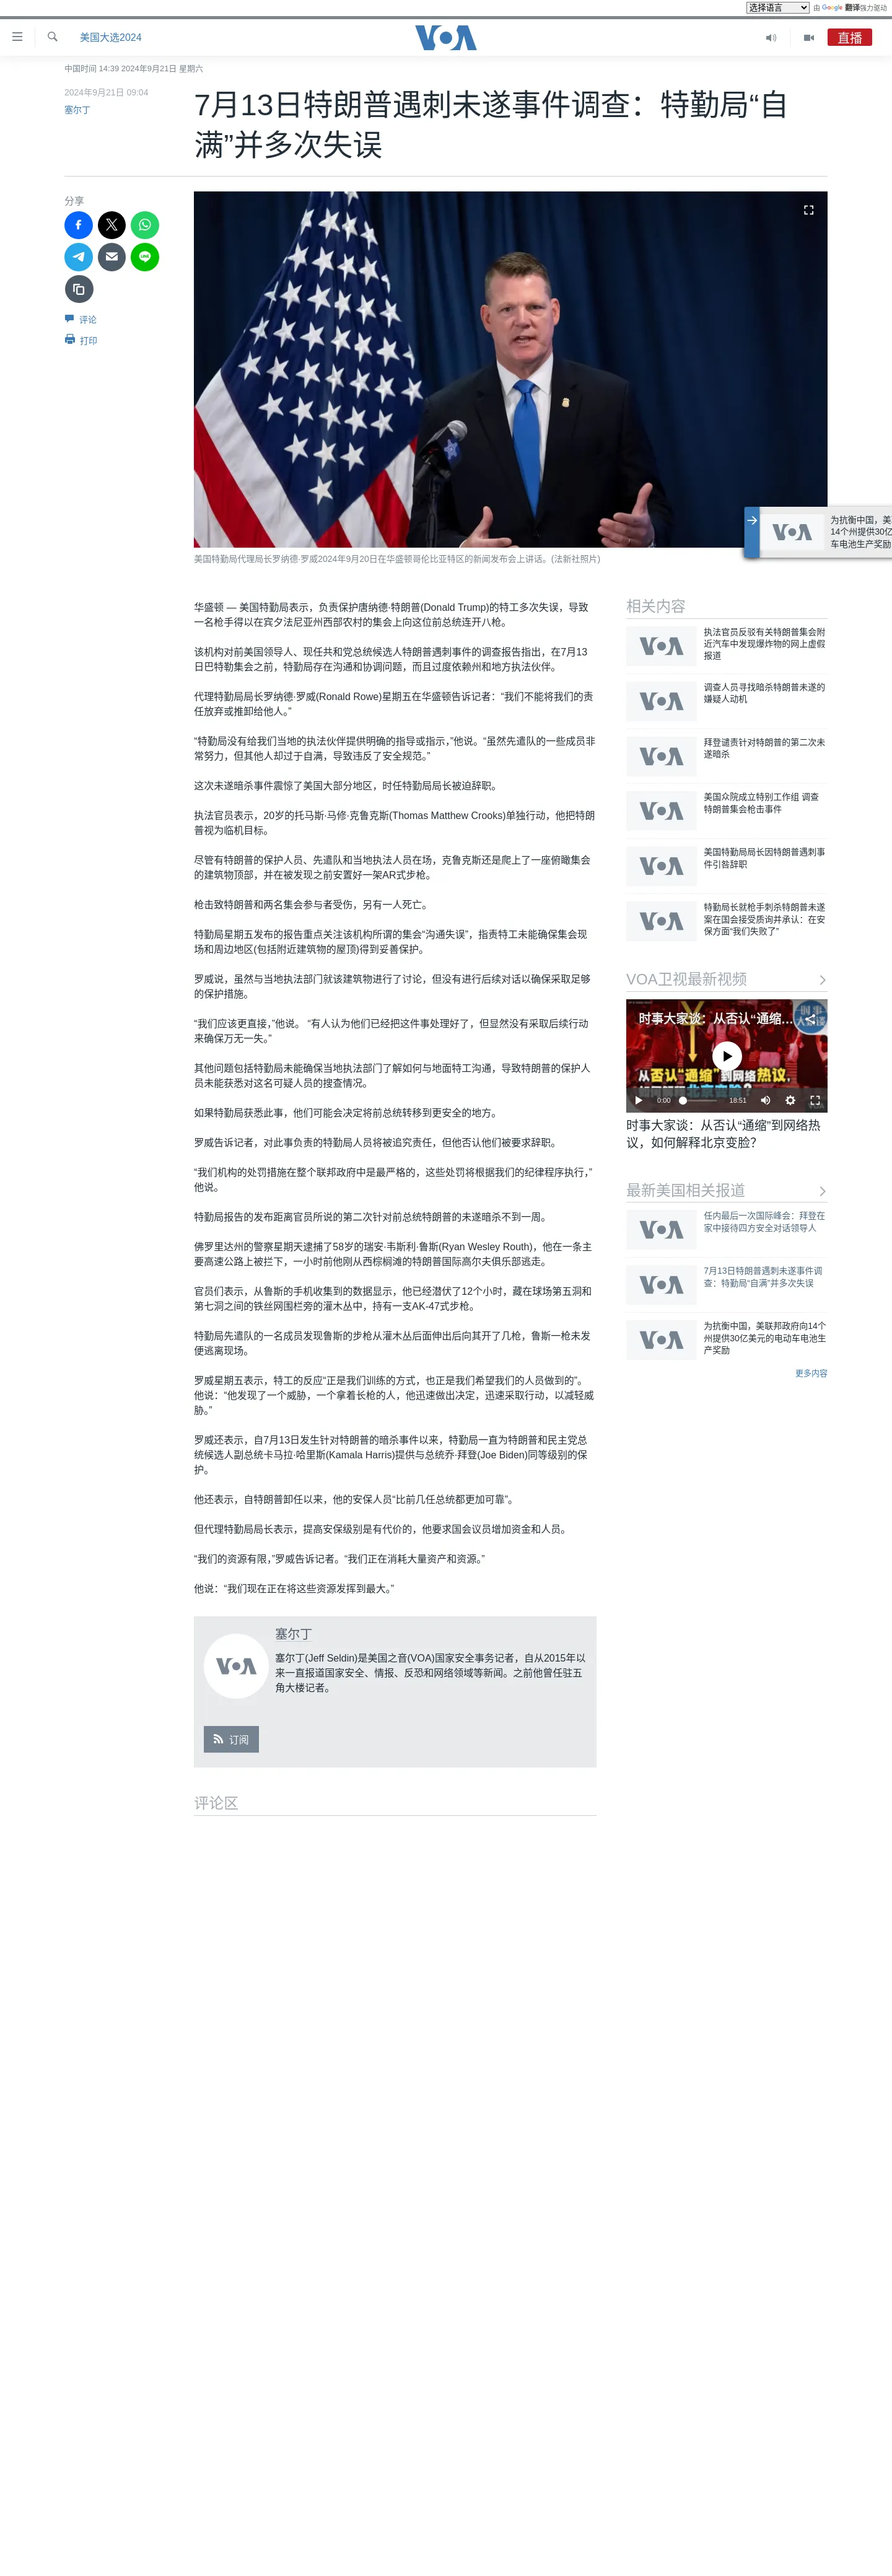 选择语言 由 Google 翻译强力驱动
美国大选2024
VOA
直播
中国时间 14:39 2024年9月21日 星期六
2024年9月21日 09:04
塞尔丁
7月13日特朗普遇刺未遂事件调查：特勤局“自
满”并多次失误
分享
评论
打印
美国特勤局代理局长罗纳德·罗威2024年9月20日在华盛顿哥伦比亚特区的新闻发布会上讲话。(法新社照片)
VOA
为抗衡中国，美
14个州提供30亿
车电池生产奖励
华盛顿 — 美国特勤局表示，负责保护唐纳德·特朗普(Donald Trump)的特工多次失误，导致
一名枪手得以在宾夕法尼亚州西部农村的集会上向这位前总统连开八枪。
该机构对前美国领导人、现任共和党总统候选人特朗普遇刺事件的调查报告指出，在7月13
日巴特勒集会之前，特勤局存在沟通和协调问题，而且过度依赖州和地方执法伙伴。
代理特勤局局长罗纳德·罗威(Ronald Rowe)星期五在华盛顿告诉记者：“我们不能将我们的责
任放弃或推卸给他人。”
“特勤局没有给我们当地的执法伙伴提供明确的指导或指示，”他说。“虽然先遣队的一些成员非
常努力，但其他人却过于自满，导致违反了安全规范。”
这次未遂暗杀事件震惊了美国大部分地区，时任特勤局局长被迫辞职。
执法官员表示，20岁的托马斯·马修·克鲁克斯(Thomas Matthew Crooks)单独行动，他把特朗
普视为临机目标。
尽管有特朗普的保护人员、先遣队和当地执法人员在场，克鲁克斯还是爬上了一座俯瞰集会
的建筑物顶部，并在被发现之前安置好一架AR式步枪。
枪击致特朗普和两名集会参与者受伤，另有一人死亡。
特勤局星期五发布的报告重点关注该机构所谓的集会“沟通失误”，指责特工未能确保集会现
场和周边地区(包括附近建筑物的屋顶)得到妥善保护。
罗威说，虽然与当地执法部门就该建筑物进行了讨论，但没有进行后续对话以确保采取足够
的保护措施。
“我们应该更直接，”他说。 “有人认为他们已经把这件事处理好了，但显然没有采取后续行动
来确保万无一失。”
其他问题包括特勤局未能确保当地执法部门了解如何与地面特工沟通，导致特朗普的保护人
员未能获悉对这名可疑人员的搜查情况。
如果特勤局获悉此事，他们可能会决定将前总统转移到更安全的地方。
罗威告诉记者，对此事负责的特勤局人员将被追究责任，但他否认他们被要求辞职。
“我们机构的处罚措施在整个联邦政府中是最严格的，这些处罚将根据我们的纪律程序执行，”
他说。
特勤局报告的发布距离官员所说的第二次针对前总统特朗普的未遂暗杀不到一周。
佛罗里达州的警察星期天逮捕了58岁的瑞安·韦斯利·鲁斯(Ryan Wesley Routh)，他在一条主
要高速公路上被拦下，一小时前他刚从西棕榈滩的特朗普国际高尔夫俱乐部逃走。
官员们表示，从鲁斯的手机收集到的数据显示，他已经潜伏了12个小时，藏在球场第五洞和
第七洞之间的铁丝网围栏旁的灌木丛中，持有一支AK-47式步枪。
特勤局先遣队的一名成员发现鲁斯的步枪从灌木丛后面伸出后向其开了几枪，鲁斯一枪未发
便逃离现场。
罗威星期五表示，特工的反应“正是我们训练的方式，也正是我们希望我们的人员做到的”。
他说：“他发现了一个威胁，一个拿着长枪的人，他迅速做出决定，迅速采取行动，以减轻威
胁。”
罗威还表示，自7月13日发生针对特朗普的暗杀事件以来，特勤局一直为特朗普和民主党总
统候选人副总统卡马拉·哈里斯(Kamala Harris)提供与总统乔·拜登(Joe Biden)同等级别的保
护。
他还表示，自特朗普卸任以来，他的安保人员“比前几任总统都更加可靠”。
但代理特勤局局长表示，提高安保级别是有代价的，他要求国会议员增加资金和人员。
“我们的资源有限，”罗威告诉记者。“我们正在消耗大量资产和资源。”
他说：“我们现在正在将这些资源发挥到最大。”
VOA
塞尔丁
塞尔丁(Jeff Seldin)是美国之音(VOA)国家安全事务记者，自从2015年以
来一直报道国家安全、情报、反恐和网络领域等新闻。之前他曾任驻五
角大楼记者。
订阅
评论区
相关内容
VOA
执法官员反驳有关特朗普集会附
近汽车中发现爆炸物的网上虚假
报道
VOA
调查人员寻找暗杀特朗普未遂的
嫌疑人动机
VOA
拜登谴责针对特朗普的第二次未
遂暗杀
VOA
美国众院成立特别工作组 调查
特朗普集会枪击事件
VOA
美国特勤局局长因特朗普遇刺事
件引咎辞职
VOA
特勤局长就枪手刺杀特朗普未遂
案在国会接受质询并承认：在安
保方面“我们失败了”
VOA卫视最新视频
时事大家谈：从否认“通缩...
从否认“通缩”到网络热议，
0:00 18:51
时事大家谈：从否认“通缩”到网络热
议，如何解释北京变脸？
最新美国相关报道
VOA
任内最后一次国际峰会：拜登在
家中接待四方安全对话领导人
VOA
7月13日特朗普遇刺未遂事件调
查：特勤局“自满”并多次失误
VOA
为抗衡中国，美联邦政府向14个
州提供30亿美元的电动车电池生
产奖励
更多内容